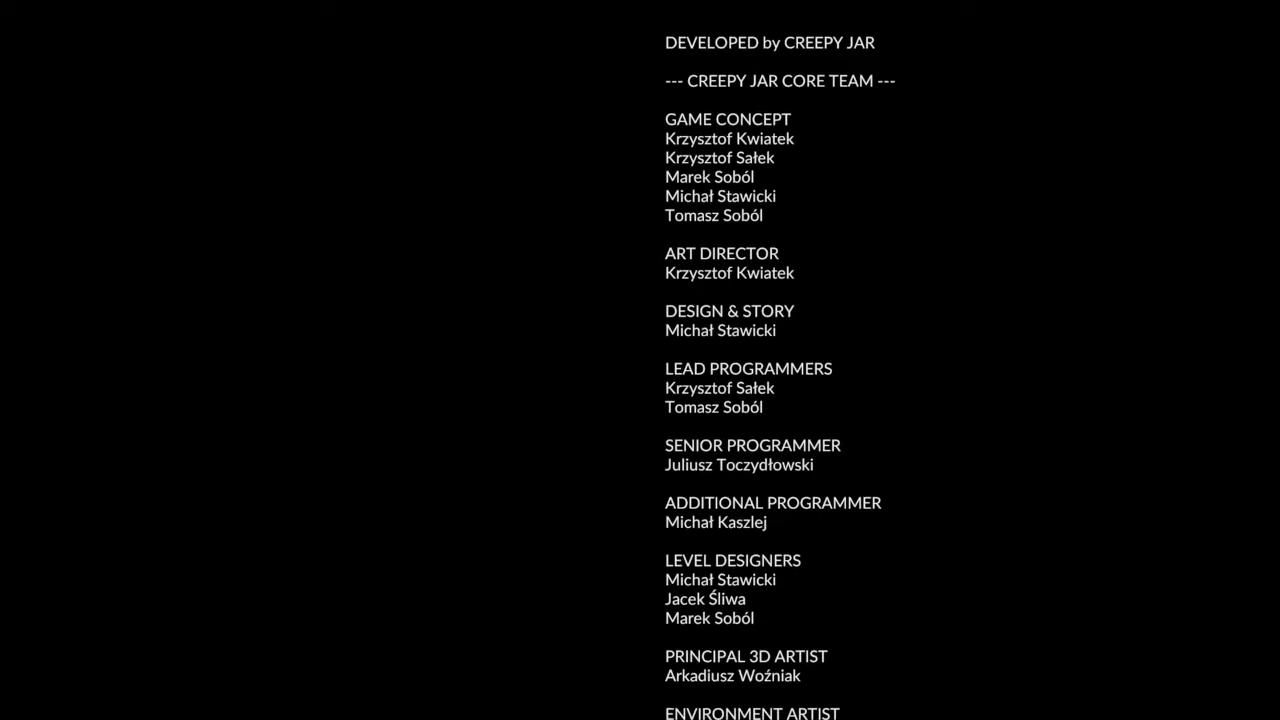 DEVELOPED by CREEPY JAR
--- CREEPY JAR CORE TEAM ---
GAME CONCEPT
Krzysztof Kwiatek
Krzysztof Sałek
Marek Soból
Michał Stawicki
Tomasz Soból
ART DIRECTOR
Krzysztof Kwiatek
DESIGN & STORY
Michał Stawicki
LEAD PROGRAMMERS
Krzysztof Sałek
Tomasz Soból
SENIOR PROGRAMMER
Juliusz Toczydłowski
ADDITIONAL PROGRAMMER
Michał Kaszlej
LEVEL DESIGNERS
Michał Stawicki
Jacek Śliwa
Marek Soból
PRINCIPAL 3D ARTIST
Arkadiusz Woźniak
ENVIRONMENT ARTIST